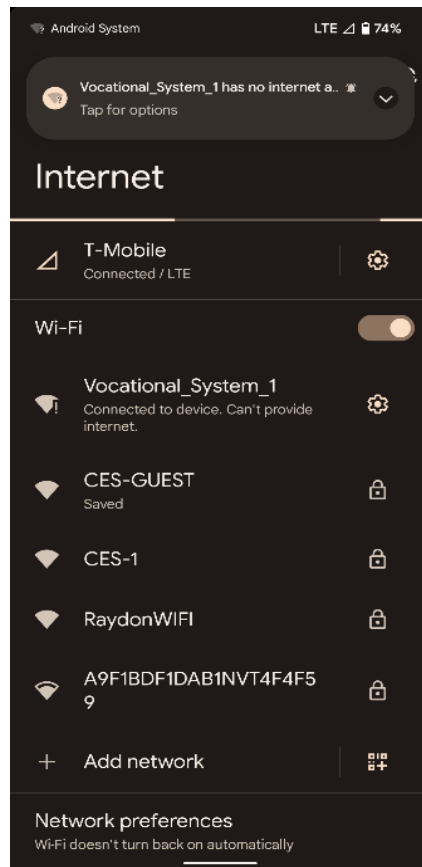 Android System
LTE 74%
Vocational_System_1 has no internet a..
Tap for options
Internet
T-Mobile
Connected / LTE
Wi-Fi
Vocational_System_1
Connected to device. Can't provide
internet.
CES-GUEST
Saved
CES-1
RaydonWIFI
A9F1BDF1DAB1NVT4F4F5
9
Add network
Network preferences
Wi-Fi doesn't turn back on automatically